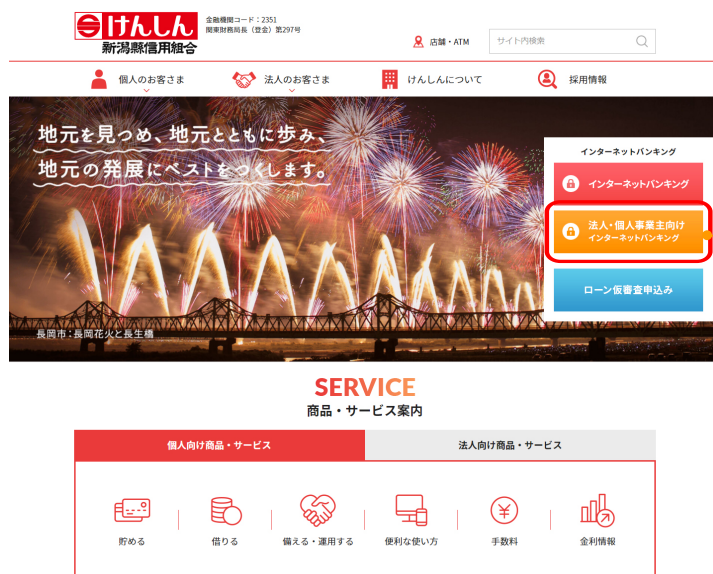 けんしん
新潟縣信用組合
金融機関コード：2351
関東財務局長（登金）第297号
店舗・ATM
サイト内検索
個人のお客さま
法人のお客さま
けんしんについて
採用情報
地元を見つめ、地元とともに歩み、
地元の発展にベストをつくします。
インターネットバンキング
インターネットバンキング
法人・個人事業主向け
インターネットバンキング
ローン仮審査申込み
長岡市：長岡花火と長生橋
SERVICE
商品・サービス案内
個人向け商品・サービス
法人向け商品・サービス
貯める
借りる
備える・運用する
便利な使い方
手数料
金利情報